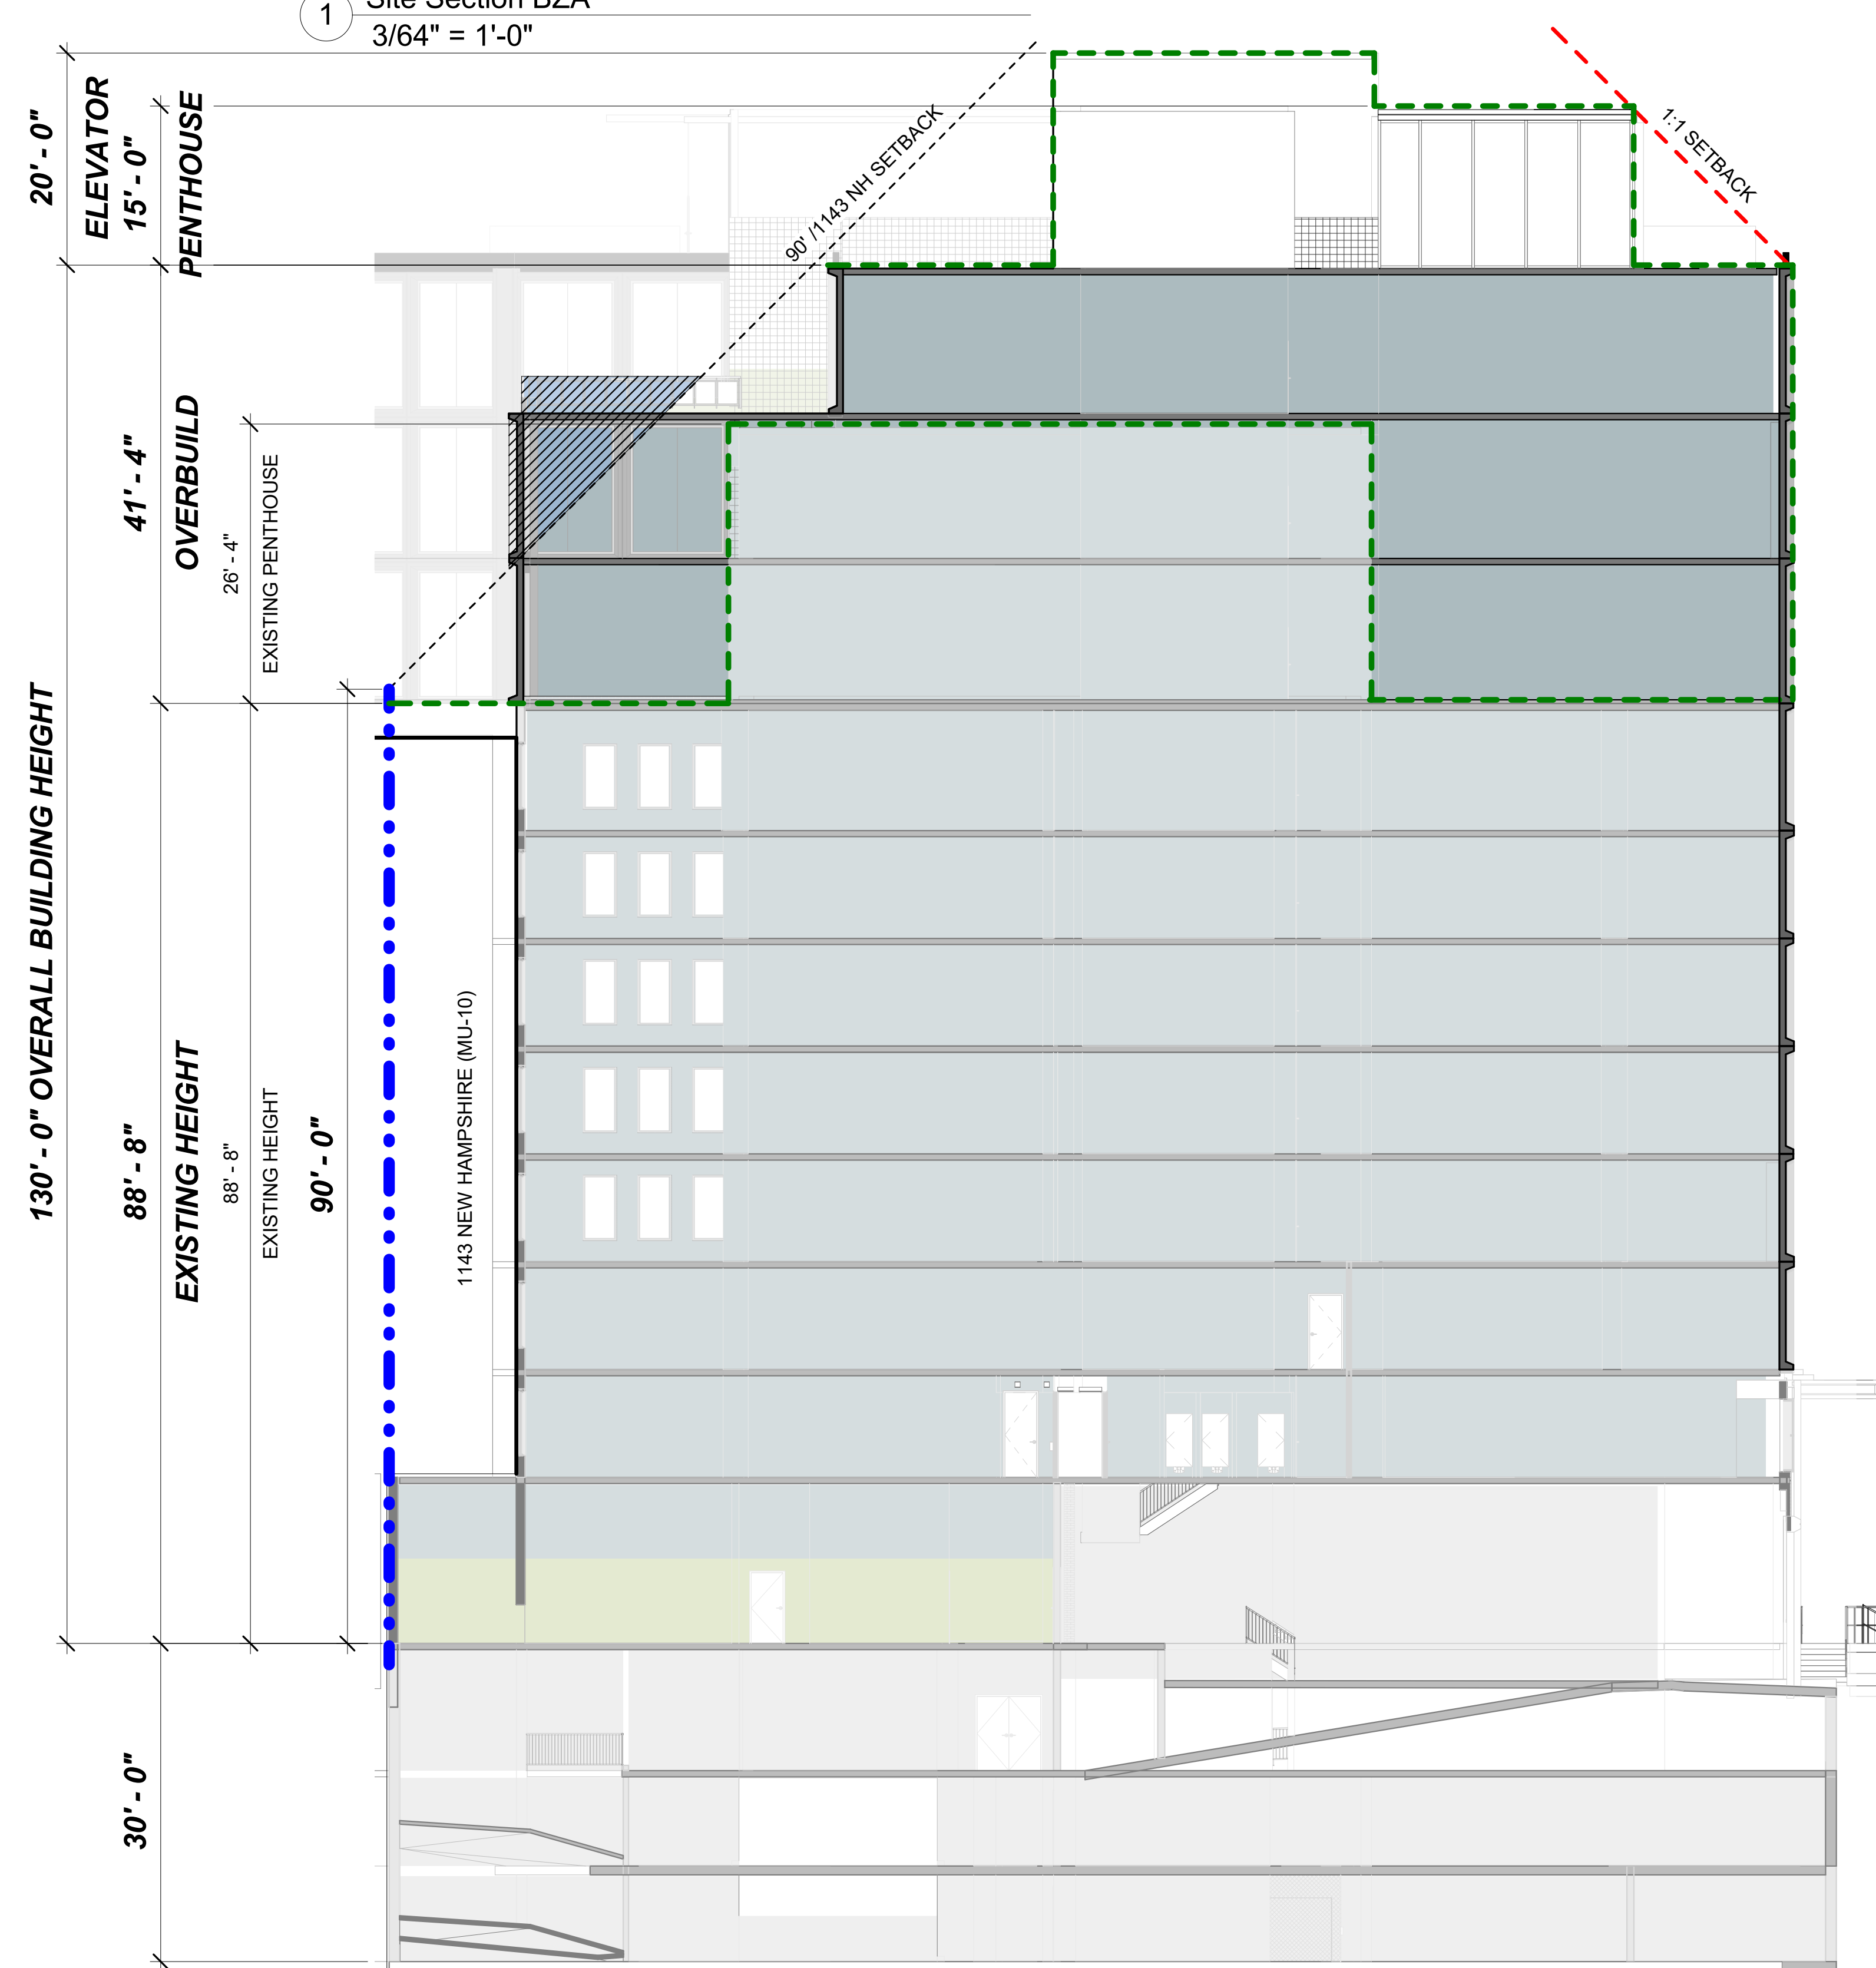 1
Site Section BZA
3/64" = 1'-0"
20' - 0"
ELEVATOR
15' - 0"
PENTHOUSE
90' /1143 NH SETBACK
1:1 SETBACK
41' - 4"
OVERBUILD
26' - 4"
EXISTING PENTHOUSE
130' - 0" OVERALL BUILDING HEIGHT
88' - 8"
EXISTING HEIGHT
88' - 8"
EXISTING HEIGHT
90' - 0"
1143 NEW HAMPSHIRE (MU-10)
30' - 0"